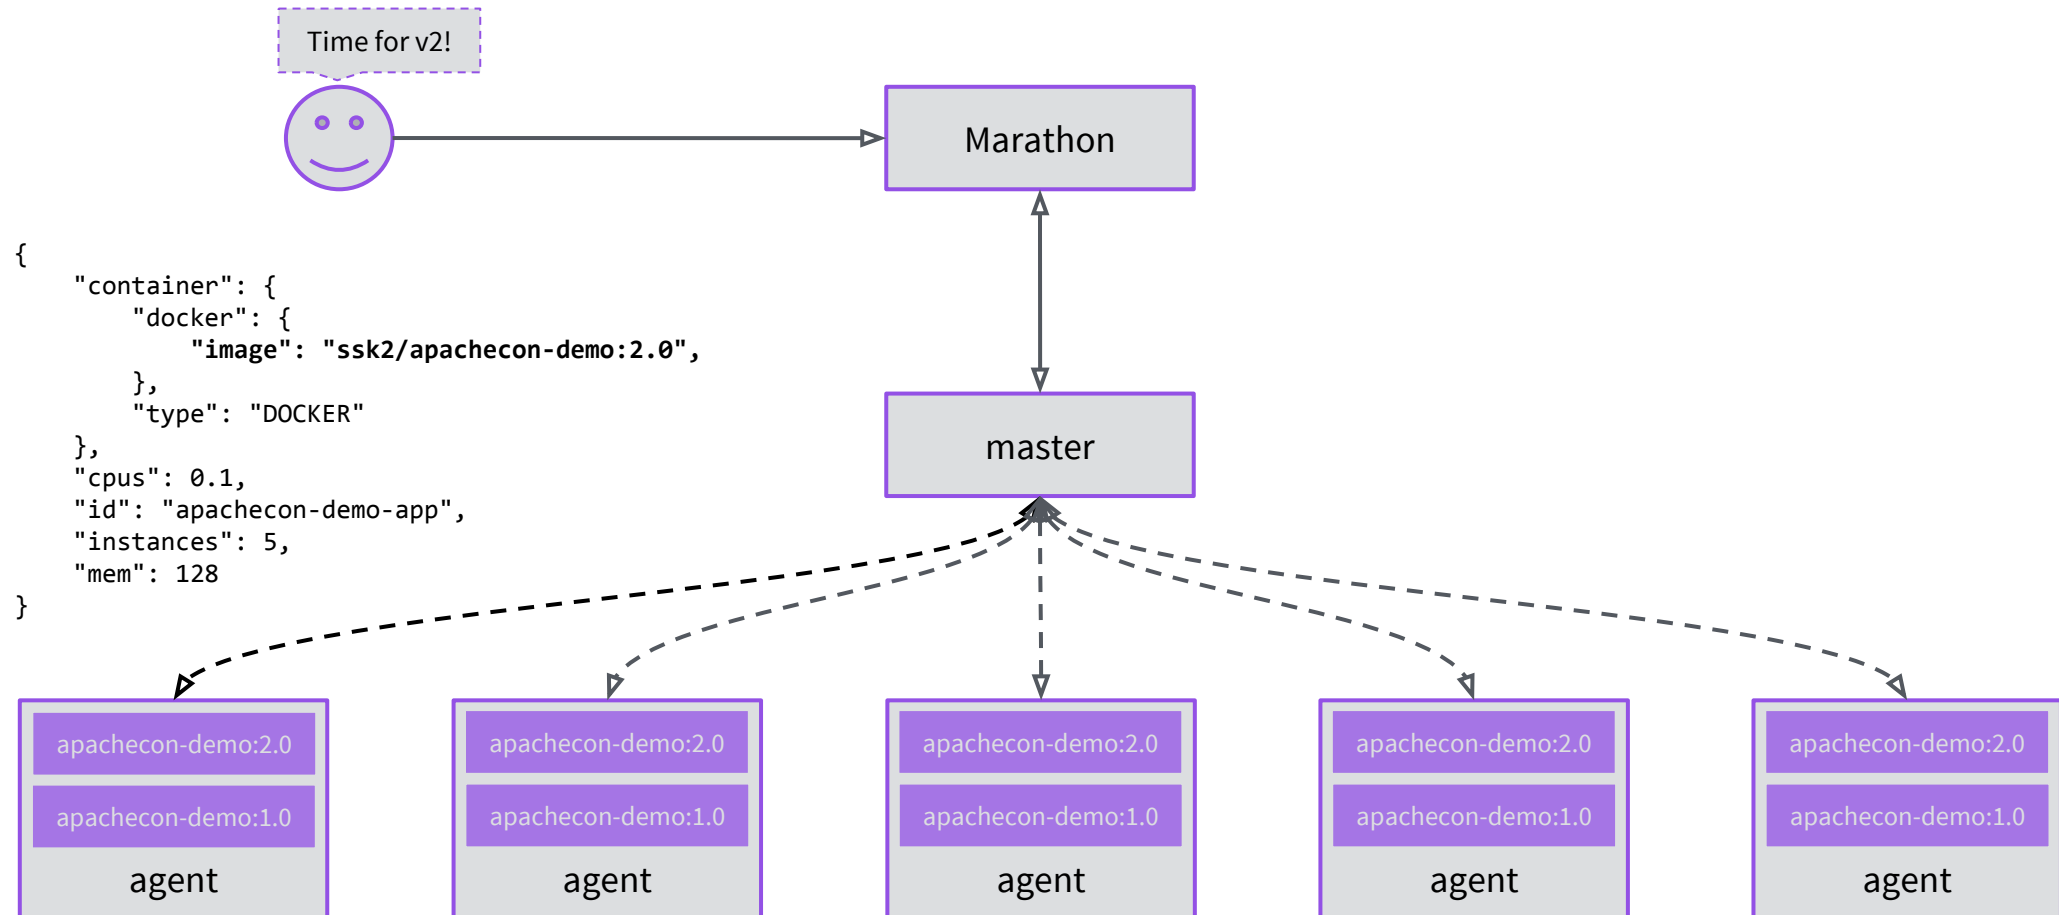 Time for v2!
Marathon
{
    "container": {
        "docker": {
            "image": "ssk2/apachecon-demo:2.0",
        },
        "type": "DOCKER"
    },
    "cpus": 0.1,
    "id": "apachecon-demo-app",
    "instances": 5,
    "mem": 128
}
master
apachecon-demo:2.0
apachecon-demo:1.0
agent
apachecon-demo:2.0
apachecon-demo:1.0
agent
apachecon-demo:2.0
apachecon-demo:1.0
agent
apachecon-demo:2.0
apachecon-demo:1.0
agent
apachecon-demo:2.0
apachecon-demo:1.0
agent